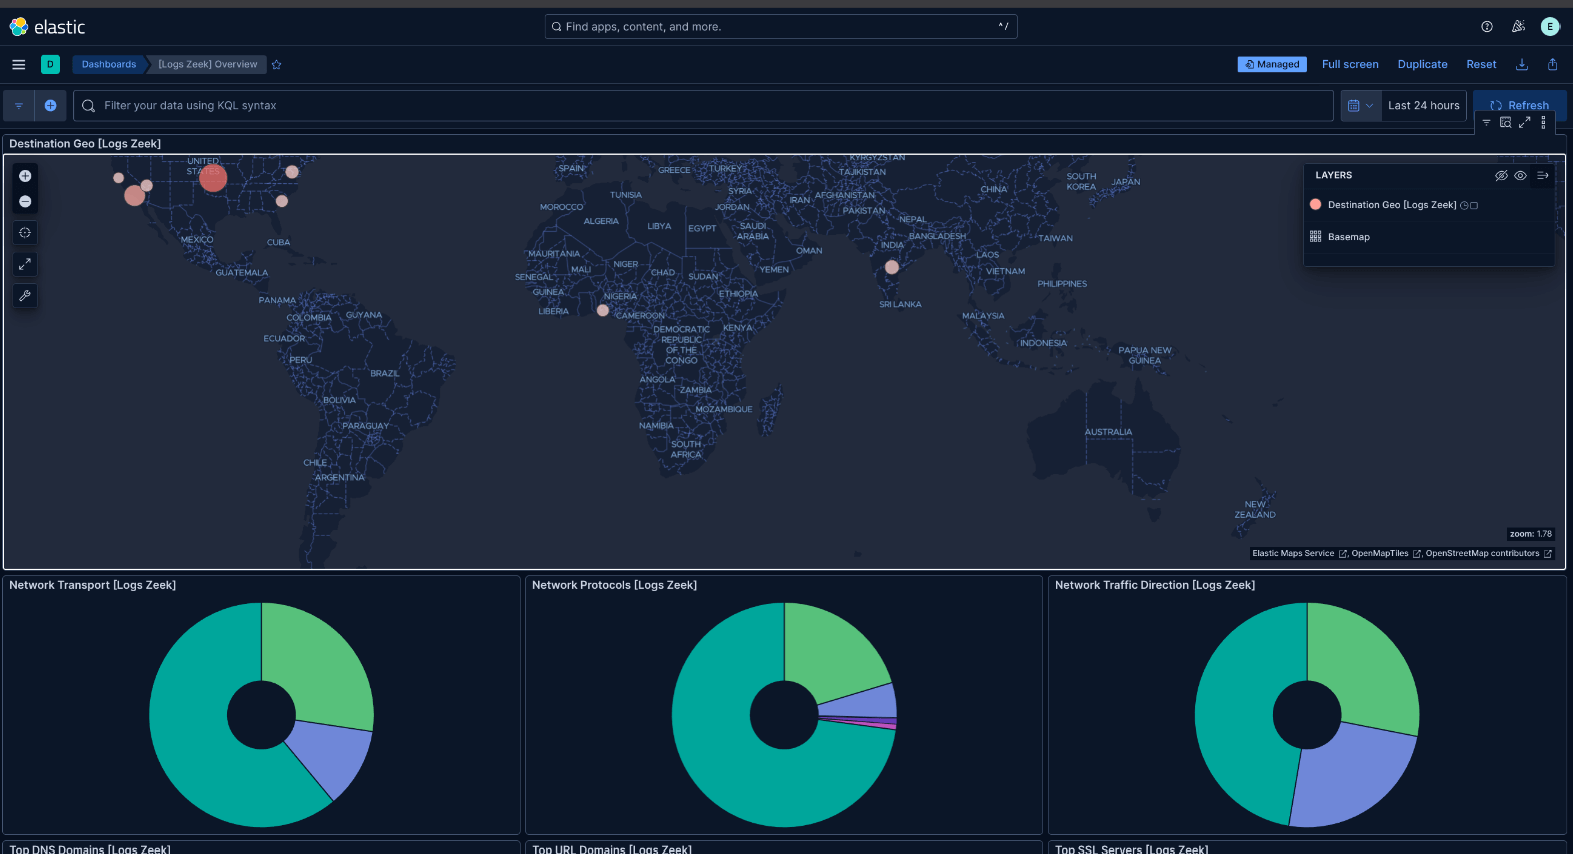 elastic
Find apps, content, and more.
^/
E
D
Dashboards
[Logs Zeek] Overview
Managed
Full screen
Duplicate
Reset
Filter your data using KQL syntax
Last 24 hours
Refresh
Destination Geo [Logs Zeek]
UNITED
STATES
MEXICO
CUBA
GUATEMALA
PANAMA
COLOMBIA
GUYANA
ECUADOR
PERU
BRAZIL
BOLIVIA
PARAGUAY
CHILE
ARGENTINA
SPAIN
GREECE
TURKEY
KYRGYZSTAN
TAJIKISTAN
TUNISIA
SYRIA
MOROCCO
JORDAN
IRAN
AFGHANISTAN
PAKISTAN
CHINA
SOUTH
KOREA
JAPAN
ALGERIA
LIBYA
EGYPT
SAUDI
ARABIA
NEPAL
BANGLADESH
INDIA
TAIWAN
OMAN
MAURITANIA
MALI
NIGER
CHAD
SUDAN
YEMEN
LAOS
VIETNAM
SENEGAL
GUINEA
LIBERIA
NIGERIA
CAMEROON
ETHIOPIA
PHILIPPINES
SRI LANKA
MALAYSIA
DEMOCRATIC
REPUBLIC
OF THE
CONGO
KENYA
INDONESIA
PAPUA NEW
GUINEA
ANGOLA
ZAMBIA
MOZAMBIQUE
NAMIBIA
SOUTH
AFRICA
AUSTRALIA
NEW
ZEALAND
LAYERS
Destination Geo [Logs Zeek]
Basemap
zoom: 1.78
Elastic Maps Service, OpenMapTiles, OpenStreetMap contributors
Network Transport [Logs Zeek]
Network Protocols [Logs Zeek]
Network Traffic Direction [Logs Zeek]
Top DNS Domains [Logs Zeek]
Top URL Domains [Logs Zeek]
Top SSL Servers [Logs Zeek]